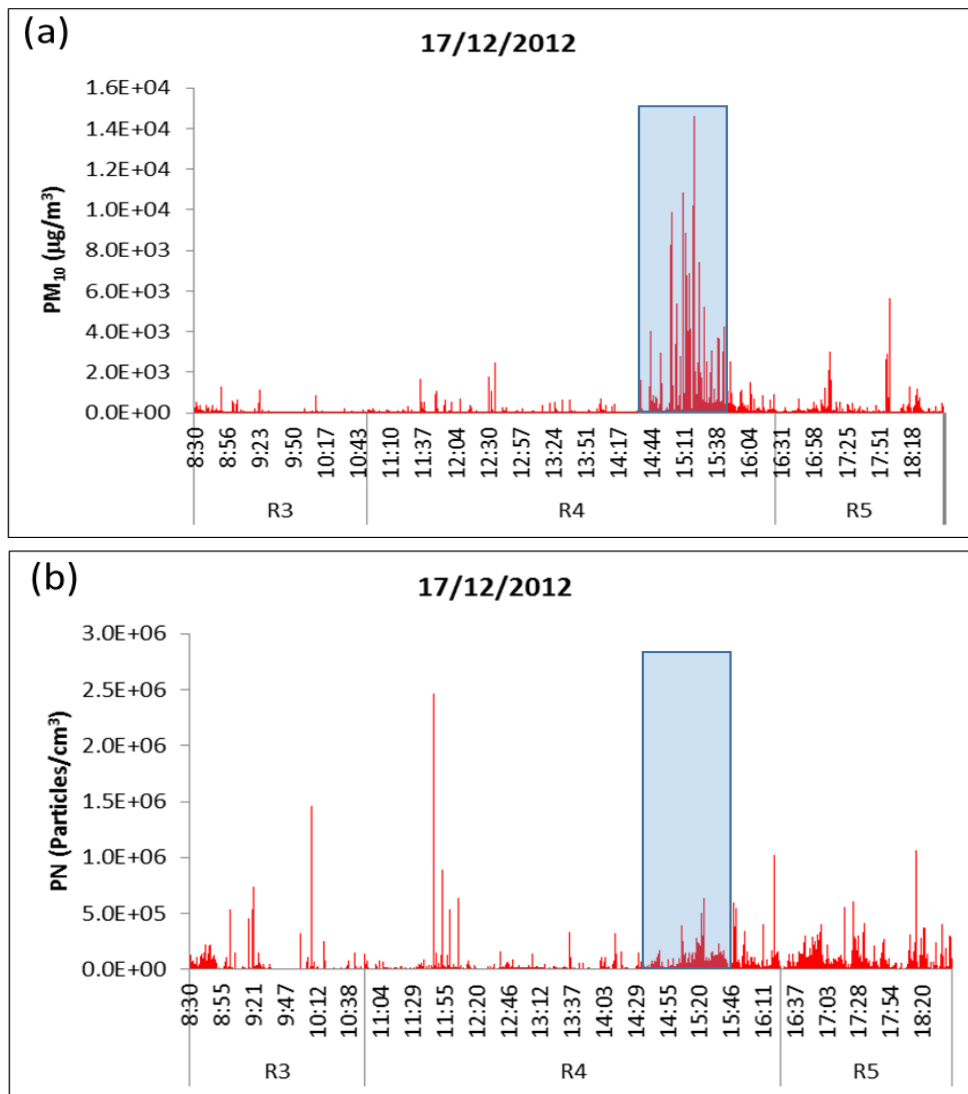 (a)
17/12/2012
1.6E+04
1.4E+04
1.2E+04
1.0E+04
8.0E+03
6.0E+03
4.0E+03
2.0E+03
0.0E+00
PM₁₀ (µg/m³)
8:30 8:56 9:23 9:50 10:17 10:43 11:10 11:37 12:04 12:30 12:57 13:24 13:51 14:17 14:44 15:11 15:38 16:04 16:31 16:58 17:25 17:51 18:18
R3 R4 R5
(b)
17/12/2012
3.0E+06
2.5E+06
2.0E+06
1.5E+06
1.0E+06
5.0E+05
0.0E+00
PN (Particles/cm³)
8:30 8:55 9:21 9:47 10:12 10:38 11:04 11:29 11:55 12:20 12:46 13:12 13:37 14:03 14:29 14:55 15:20 15:46 16:11 16:37 17:03 17:28 17:54 18:20
R3 R4 R5